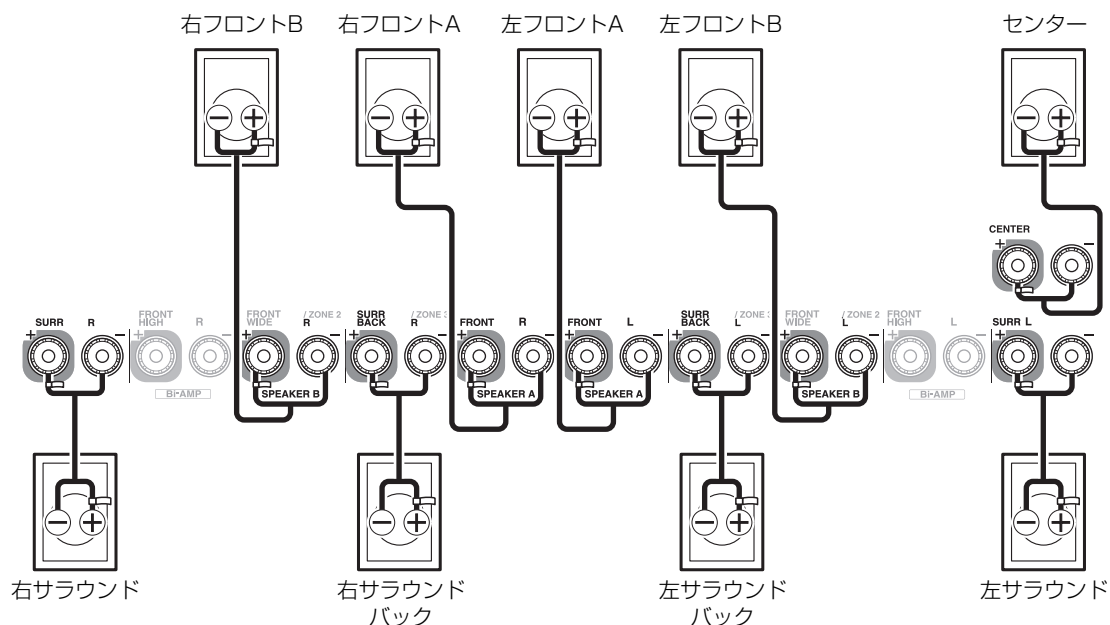 右フロントB 右フロントA 左フロントA 左フロントB センター
− + − + − + − + − +
CENTER
+ −
FRONT HIGH FRONT WIDE / ZONE 2 SURR BACK / ZONE 3 SURR BACK / ZONE 3 FRONT WIDE / ZONE 2 FRONT HIGH
SURR R R R R FRONT R FRONT L L L L SURR L
+ − + − + − + − + − + − + − + − + − + −
Bi-AMP SPEAKER B SPEAKER A SPEAKER A SPEAKER B Bi-AMP
− + − + − + − +
右サラウンド 右サラウンド 左サラウンド 左サラウンド
バック バック